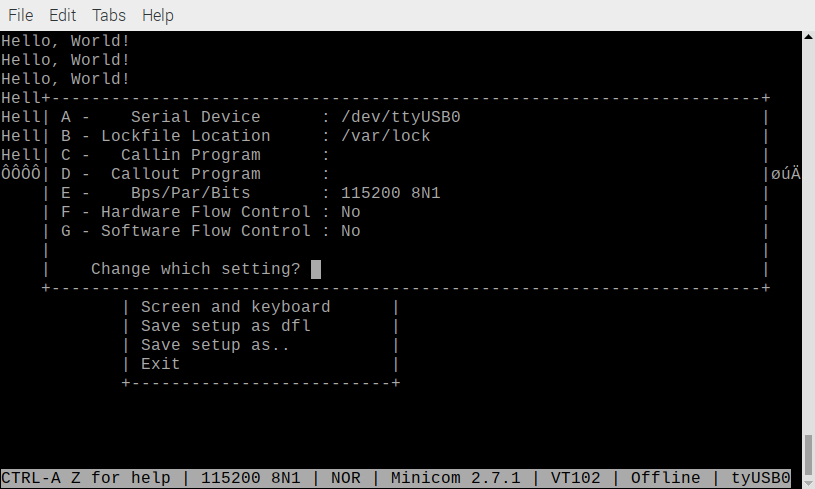 File Edit Tabs Help
Hello, World!
Hello, World!
Hello, World!
Hell+-----------------------------------------------------------------------+
Hell| A -    Serial Device      : /dev/ttyUSB0                              |
Hell| B - Lockfile Location     : /var/lock                                 |
Hell| C -   Callin Program      :                                           |
ÔÔÔÔ| D -  Callout Program      :                                           |øúÄ
    | E -    Bps/Par/Bits       : 115200 8N1                                |
    | F - Hardware Flow Control : No                                        |
    | G - Software Flow Control : No                                        |
    |                                                                       |
    |    Change which setting?                                              |
    +-----------------------------------------------------------------------+
            | Screen and keyboard      |
            | Save setup as dfl        |
            | Save setup as..          |
            | Exit                     |
            +--------------------------+
CTRL-A Z for help | 115200 8N1 | NOR | Minicom 2.7.1 | VT102 | Offline | tyUSB0